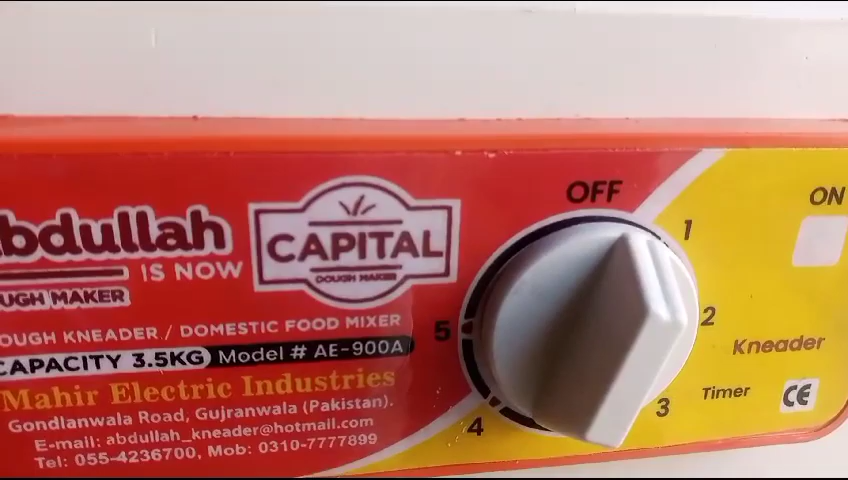 OFF
ON
abdullah
CAPITAL
DOUGH MAKER
IS NOW
UGH MAKER
1
2
3
4
5
OUGH KNEADER / DOMESTIC FOOD MIXER
CAPACITY 3.5KG Model # AE-900A
Kneader
Timer
CE
Mahir Electric Industries
Gondlanwala Road, Gujranwala (Pakistan).
E-mail: abdullah_kneader@hotmail.com
Tel: 055-4236700, Mob: 0310-7777899